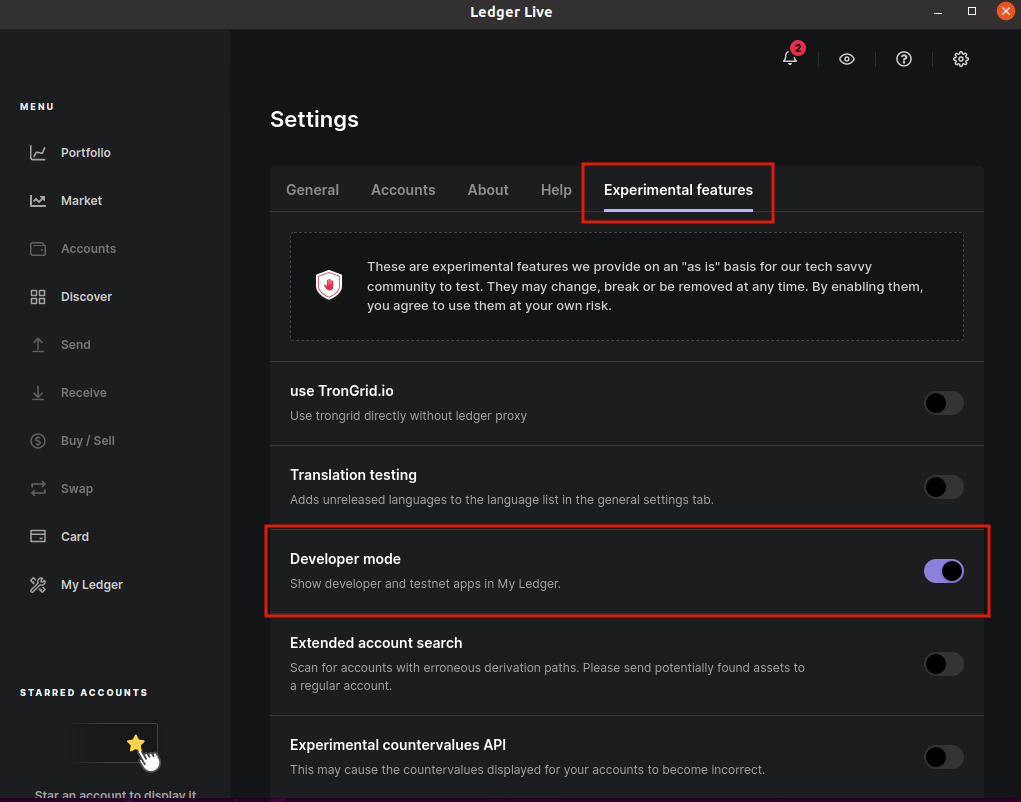 Ledger Live
2
MENU
Portfolio
Market
Accounts
Discover
Send
Receive
Buy / Sell
Swap
Card
My Ledger
STARRED ACCOUNTS
Star an account to display it
Settings
General
Accounts
About
Help
Experimental features
These are experimental features we provide on an "as is" basis for our tech savvy
community to test. They may change, break or be removed at any time. By enabling them,
you agree to use them at your own risk.
use TronGrid.io
Use trongrid directly without ledger proxy
Translation testing
Adds unreleased languages to the language list in the general settings tab.
Developer mode
Show developer and testnet apps in My Ledger.
Extended account search
Scan for accounts with erroneous derivation paths. Please send potentially found assets to
a regular account.
Experimental countervalues API
This may cause the countervalues displayed for your accounts to become incorrect.